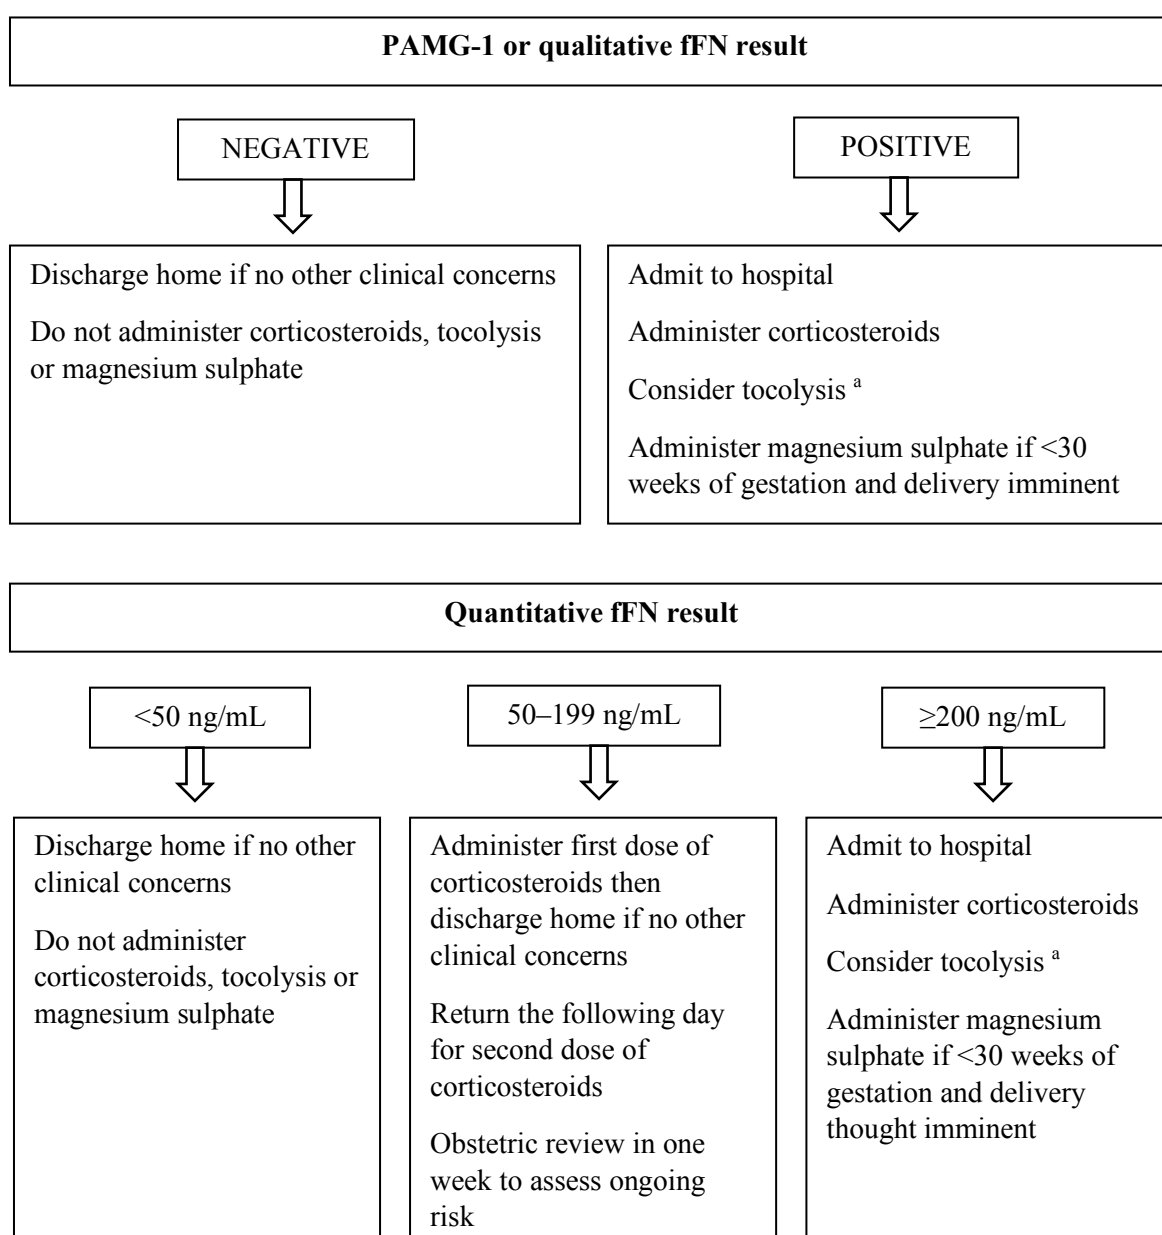 PAMG-1 or qualitative fFN result
NEGATIVE
POSITIVE
Discharge home if no other clinical concerns
Do not administer corticosteroids, tocolysis
or magnesium sulphate
Admit to hospital
Administer corticosteroids
Consider tocolysis a
Administer magnesium sulphate if <30
weeks of gestation and delivery imminent
Quantitative fFN result
<50 ng/mL
50–199 ng/mL
≥200 ng/mL
Discharge home if no other
clinical concerns
Do not administer
corticosteroids, tocolysis or
magnesium sulphate
Administer first dose of
corticosteroids then
discharge home if no other
clinical concerns
Return the following day
for second dose of
corticosteroids
Obstetric review in one
week to assess ongoing
risk
Admit to hospital
Administer corticosteroids
Consider tocolysis a
Administer magnesium
sulphate if <30 weeks of
gestation and delivery
thought imminent